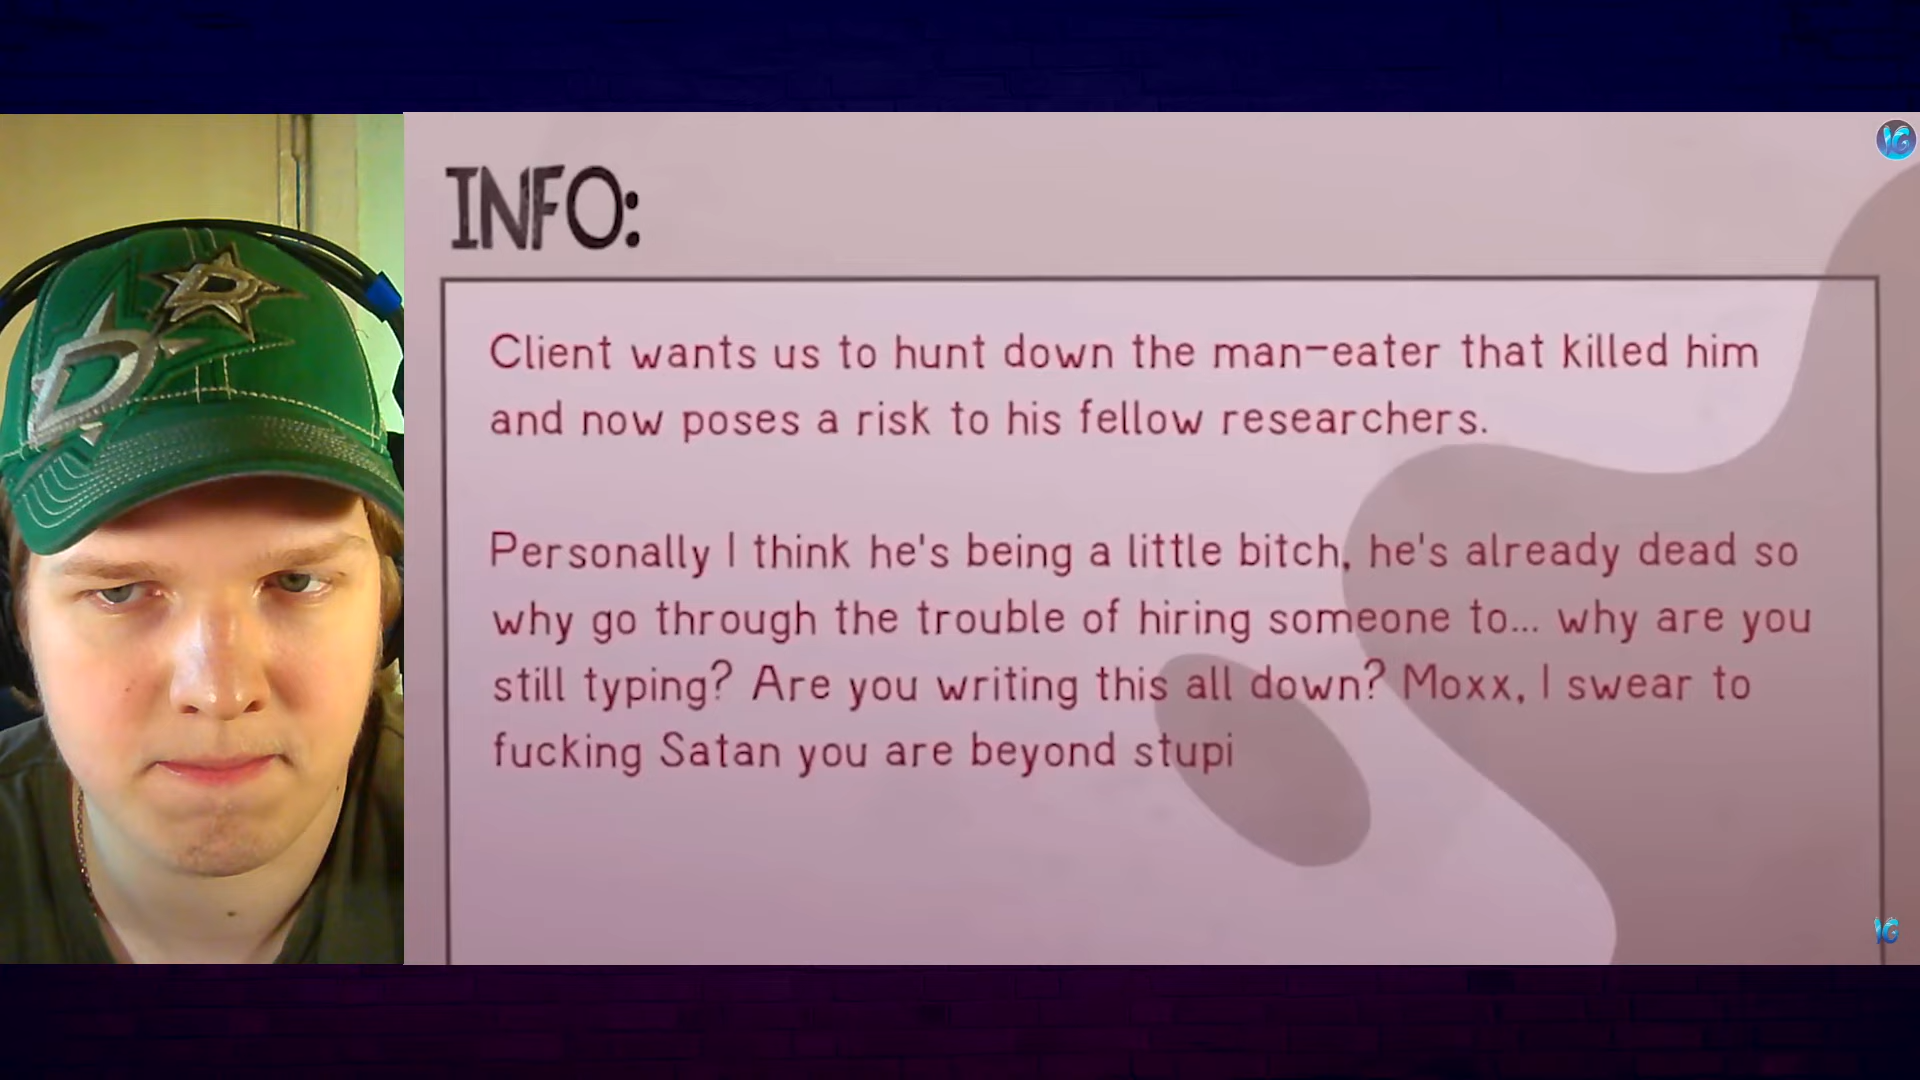 INFO:
Client wants us to hunt down the man-eater that killed him
and now poses a risk to his fellow researchers.
Personally I think he's being a little bitch, he's already dead so
why go through the trouble of hiring someone to... why are you
still typing? Are you writing this all down? Moxx, I swear to
fucking Satan you are beyond stupi
D
D